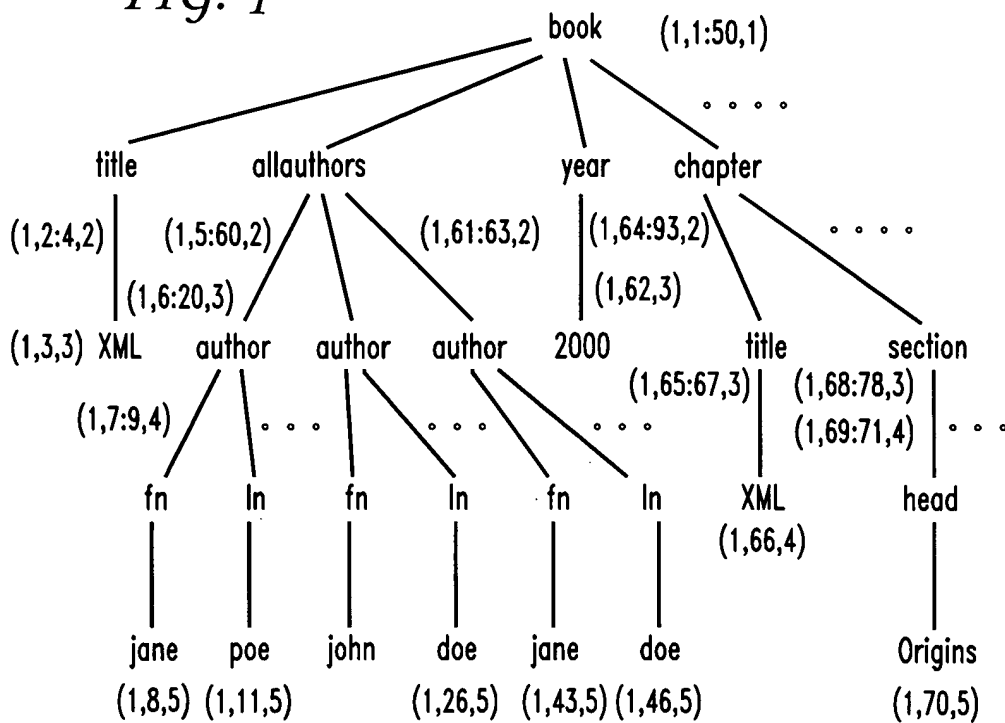 Fig. 1
book (1,1:50,1)
title allauthors year chapter
(1,2:4,2) (1,5:60,2) (1,61:63,2) (1,64:93,2)
(1,6:20,3) (1,62,3)
(1,3,3) XML author author author 2000 title section
(1,65:67,3) (1,68:78,3)
(1,7:9,4) (1,69:71,4)
fn ln fn ln fn ln XML head
(1,66,4)
jane poe john doe jane doe Origins
(1,8,5) (1,11,5) (1,26,5) (1,43,5) (1,46,5) (1,70,5)